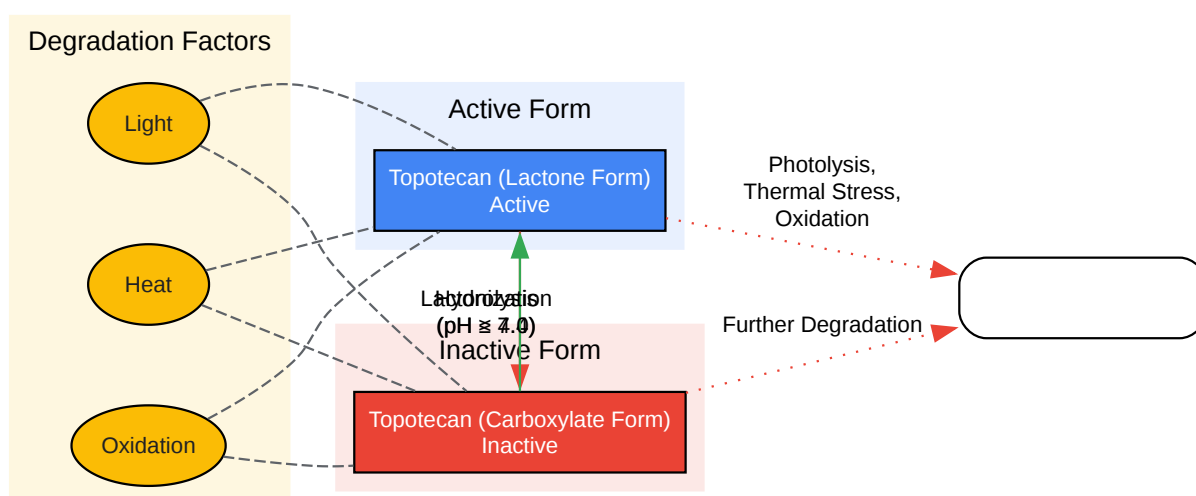 Degradation Factors
Light
Heat
Oxidation
Active Form
Topotecan (Lactone Form)
Active
Inactive Form
Topotecan (Carboxylate Form)
Inactive
Photolysis,
Thermal Stress,
Oxidation
Further Degradation